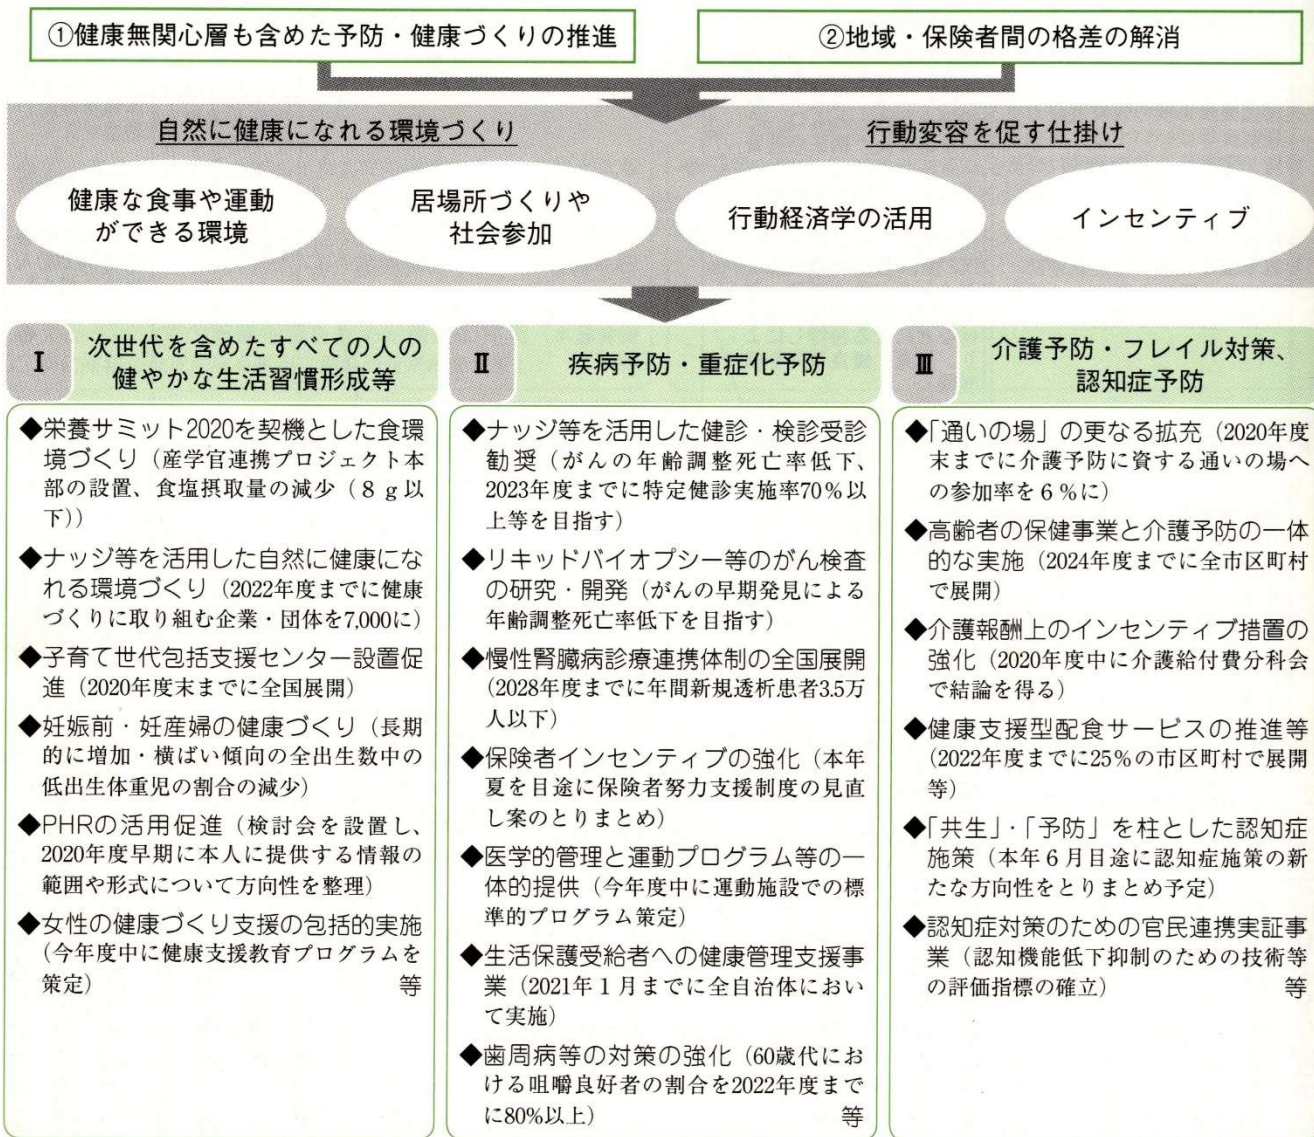 ①健康無関心層も含めた予防・健康づくりの推進
②地域・保険者間の格差の解消
自然に健康になれる環境づくり
行動変容を促す仕掛け
健康な食事や運動
ができる環境
居場所づくりや
社会参加
行動経済学の活用
インセンティブ
Ⅰ
次世代を含めたすべての人の
健やかな生活習慣形成等
◆栄養サミット2020を契機とした食環
境づくり（産学官連携プロジェクト本
部の設置、食塩摂取量の減少（８ｇ以
下））
◆ナッジ等を活用した自然に健康にな
れる環境づくり（2022年度までに健康
づくりに取り組む企業・団体を7,000に）
◆子育て世代包括支援センター設置促
進（2020年度末までに全国展開）
◆妊娠前・妊産婦の健康づくり（長期
的に増加・横ばい傾向の全出生数中の
低出生体重児の割合の減少）
◆PHRの活用促進（検討会を設置し、
2020年度早期に本人に提供する情報の
範囲や形式について方向性を整理）
◆女性の健康づくり支援の包括的実施
（今年度中に健康支援教育プログラムを
策定） 等
Ⅱ
疾病予防・重症化予防
◆ナッジ等を活用した健診・検診受診
勧奨（がんの年齢調整死亡率低下、
2023年度までに特定健診実施率70％以
上等を目指す）
◆リキッドバイオプシー等のがん検査
の研究・開発（がんの早期発見による
年齢調整死亡率低下を目指す）
◆慢性腎臓病診療連携体制の全国展開
（2028年度までに年間新規透析患者3.5万
人以下）
◆保険者インセンティブの強化（本年
夏を目途に保険者努力支援制度の見直
し案のとりまとめ）
◆医学的管理と運動プログラム等の一
体的提供（今年度中に運動施設での標
準的プログラム策定）
◆生活保護受給者への健康管理支援事
業（2021年１月までに全自治体におい
て実施）
◆歯周病等の対策の強化（60歳代にお
ける咀嚼良好者の割合を2022年度まで
に80％以上） 等
Ⅲ
介護予防・フレイル対策、
認知症予防
◆「通いの場」の更なる拡充（2020年度
末までに介護予防に資する通いの場へ
の参加率を６％に）
◆高齢者の保健事業と介護予防の一体
的な実施（2024年度までに全市区町村
で展開）
◆介護報酬上のインセンティブ措置の
強化（2020年度中に介護給付費分科会
で結論を得る）
◆健康支援型配食サービスの推進等
（2022年度までに25％の市区町村で展開
等）
◆「共生」・「予防」を柱とした認知症
施策（本年６月目途に認知症施策の新
たな方向性をとりまとめ予定）
◆認知症対策のための官民連携実証事
業（認知機能低下抑制のための技術等
の評価指標の確立） 等